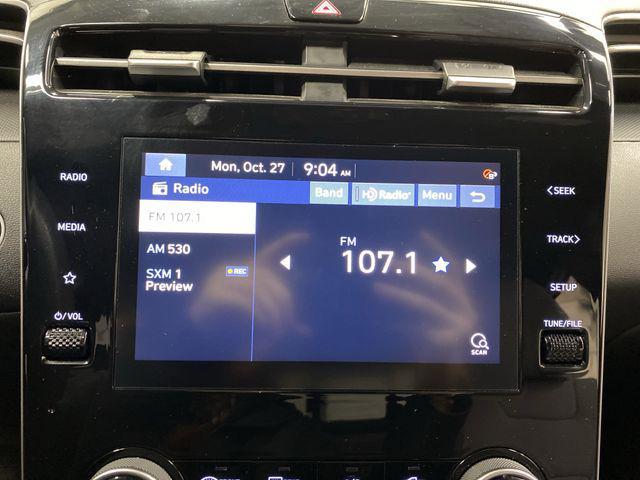 Mon, Oct. 27 9:04 AM
Radio Band HD Radio Menu
FM 107.1
AM 530
SXM 1 REC
Preview
FM
107.1
SCAN
RADIO
MEDIA
VOL
<SEEK
TRACK>
SETUP
TUNE/FILE